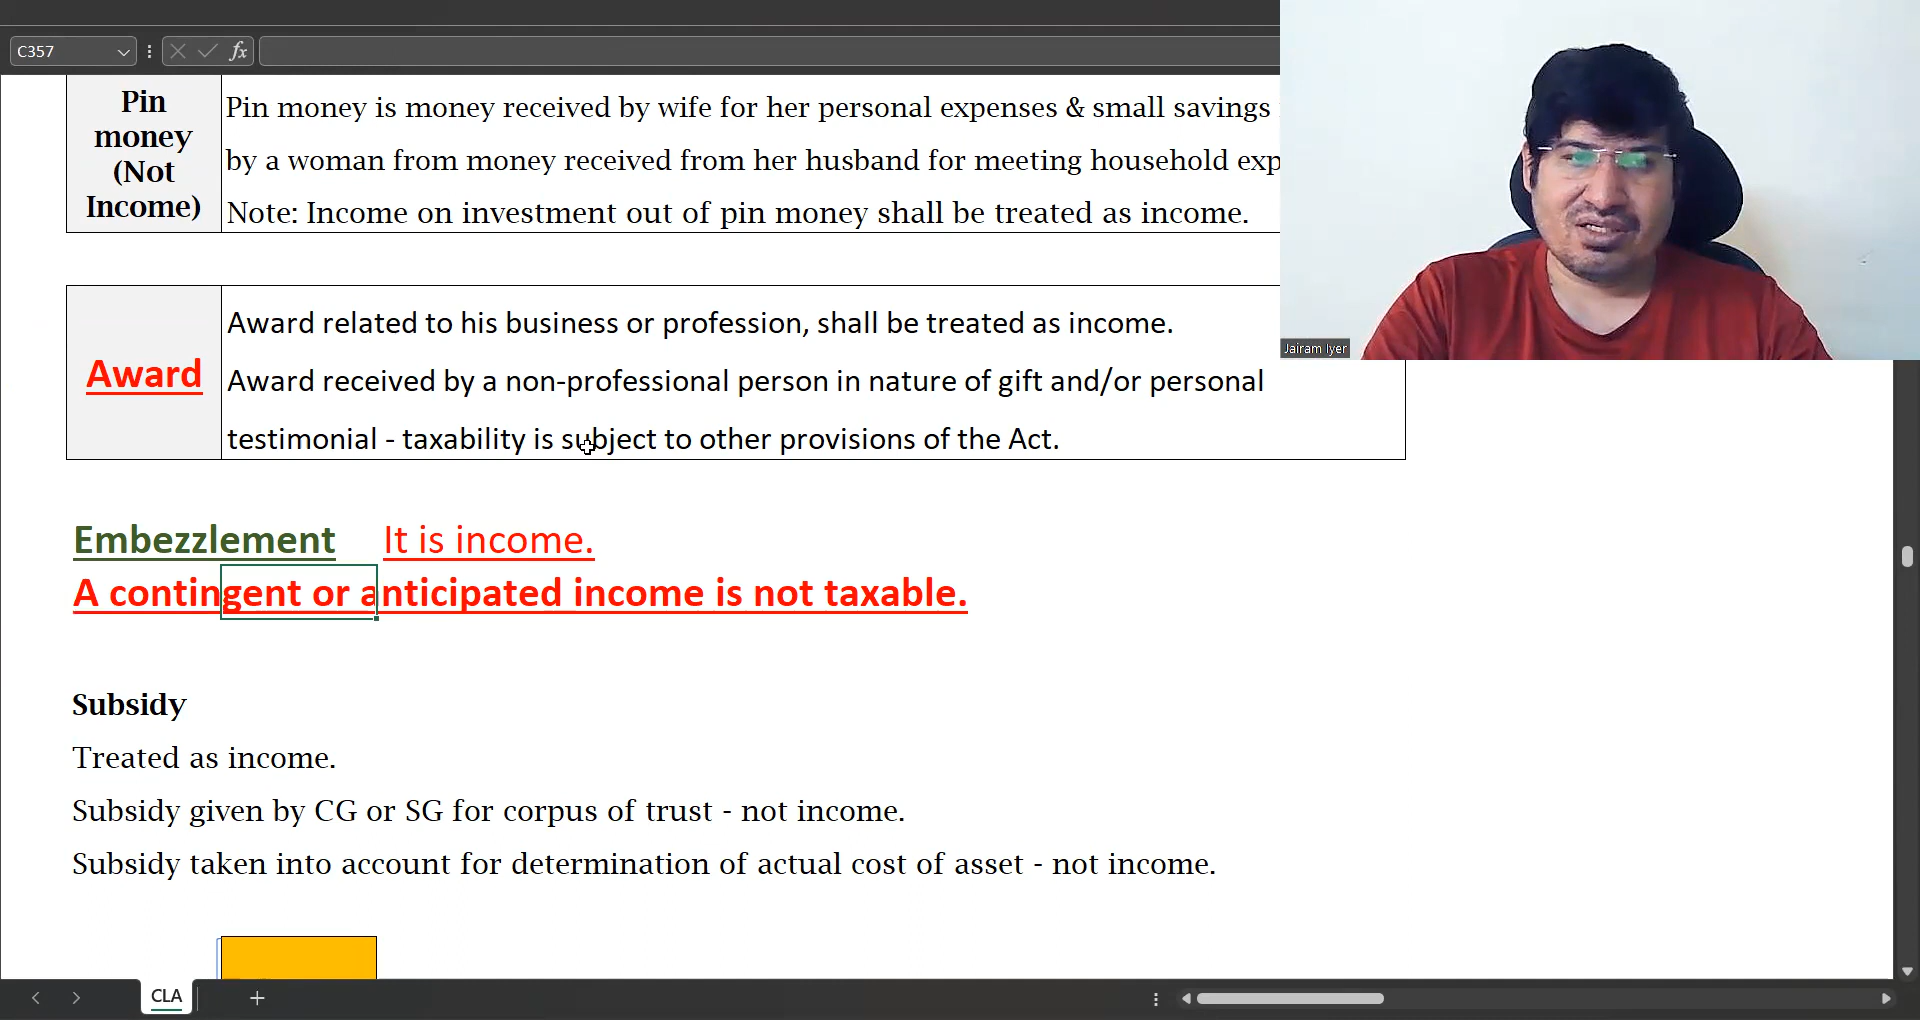 C357
fx
Pin
money
(Not
Income)
Pin money is money received by wife for her personal expenses & small savings
by a woman from money received from her husband for meeting household exp
Note: Income on investment out of pin money shall be treated as income.
Award
Award related to his business or profession, shall be treated as income.
Award received by a non-professional person in nature of gift and/or personal
testimonial - taxability is subject to other provisions of the Act.
Jairam Iyer
Embezzlement It is income.
A contingent or anticipated income is not taxable.
Subsidy
Treated as income.
Subsidy given by CG or SG for corpus of trust - not income.
Subsidy taken into account for determination of actual cost of asset - not income.
CLA